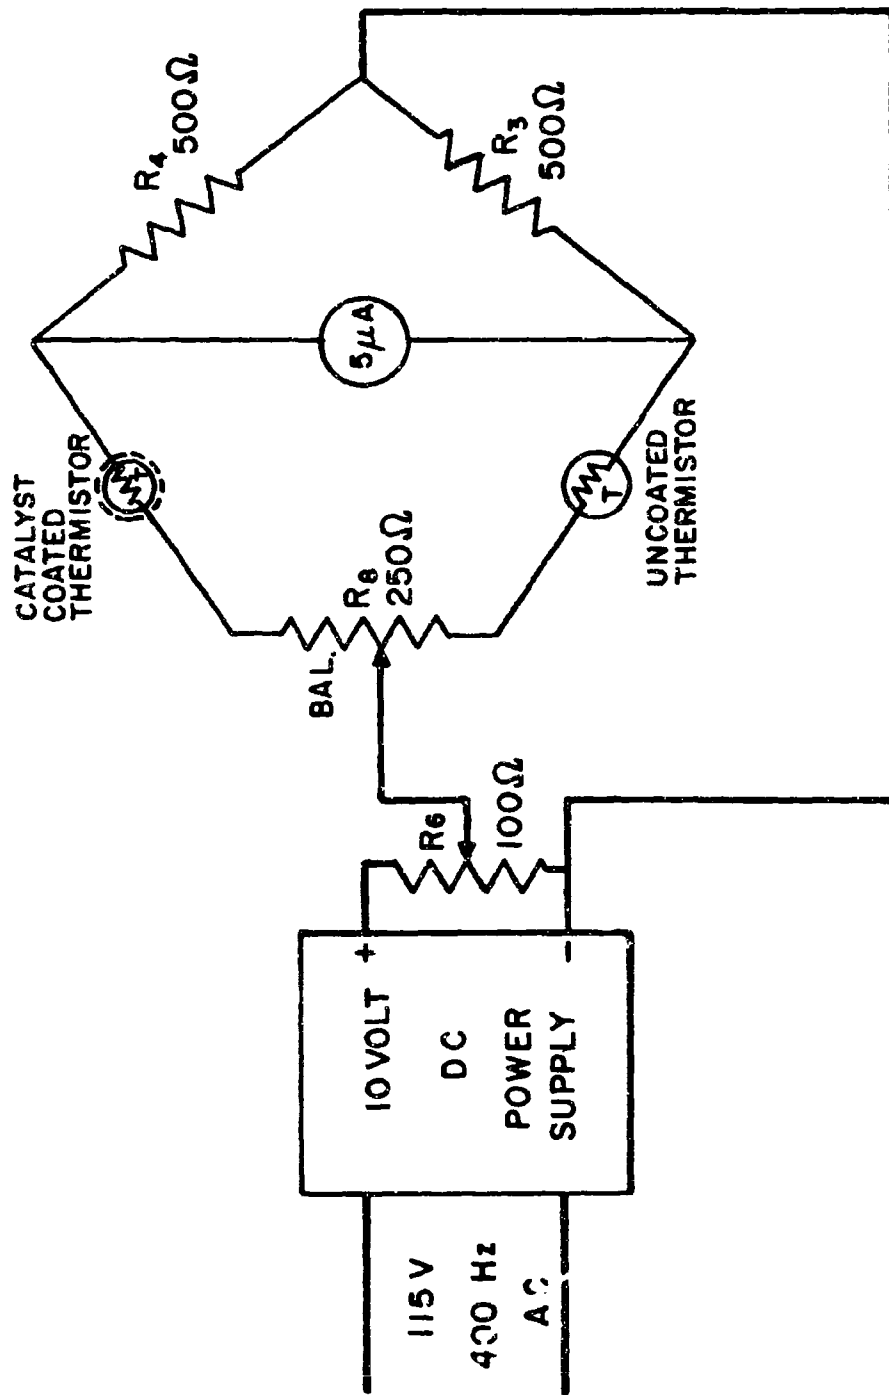 115V
400 Hz
10 VOLT
DC
POWER
SUPPLY
+
-
R6
100Ω
BAL.
R8
250Ω
CATALYST
COATED
THERMISTOR
T
UNCOATED
THERMISTOR
T
5μA
R4
500Ω
R3
500Ω